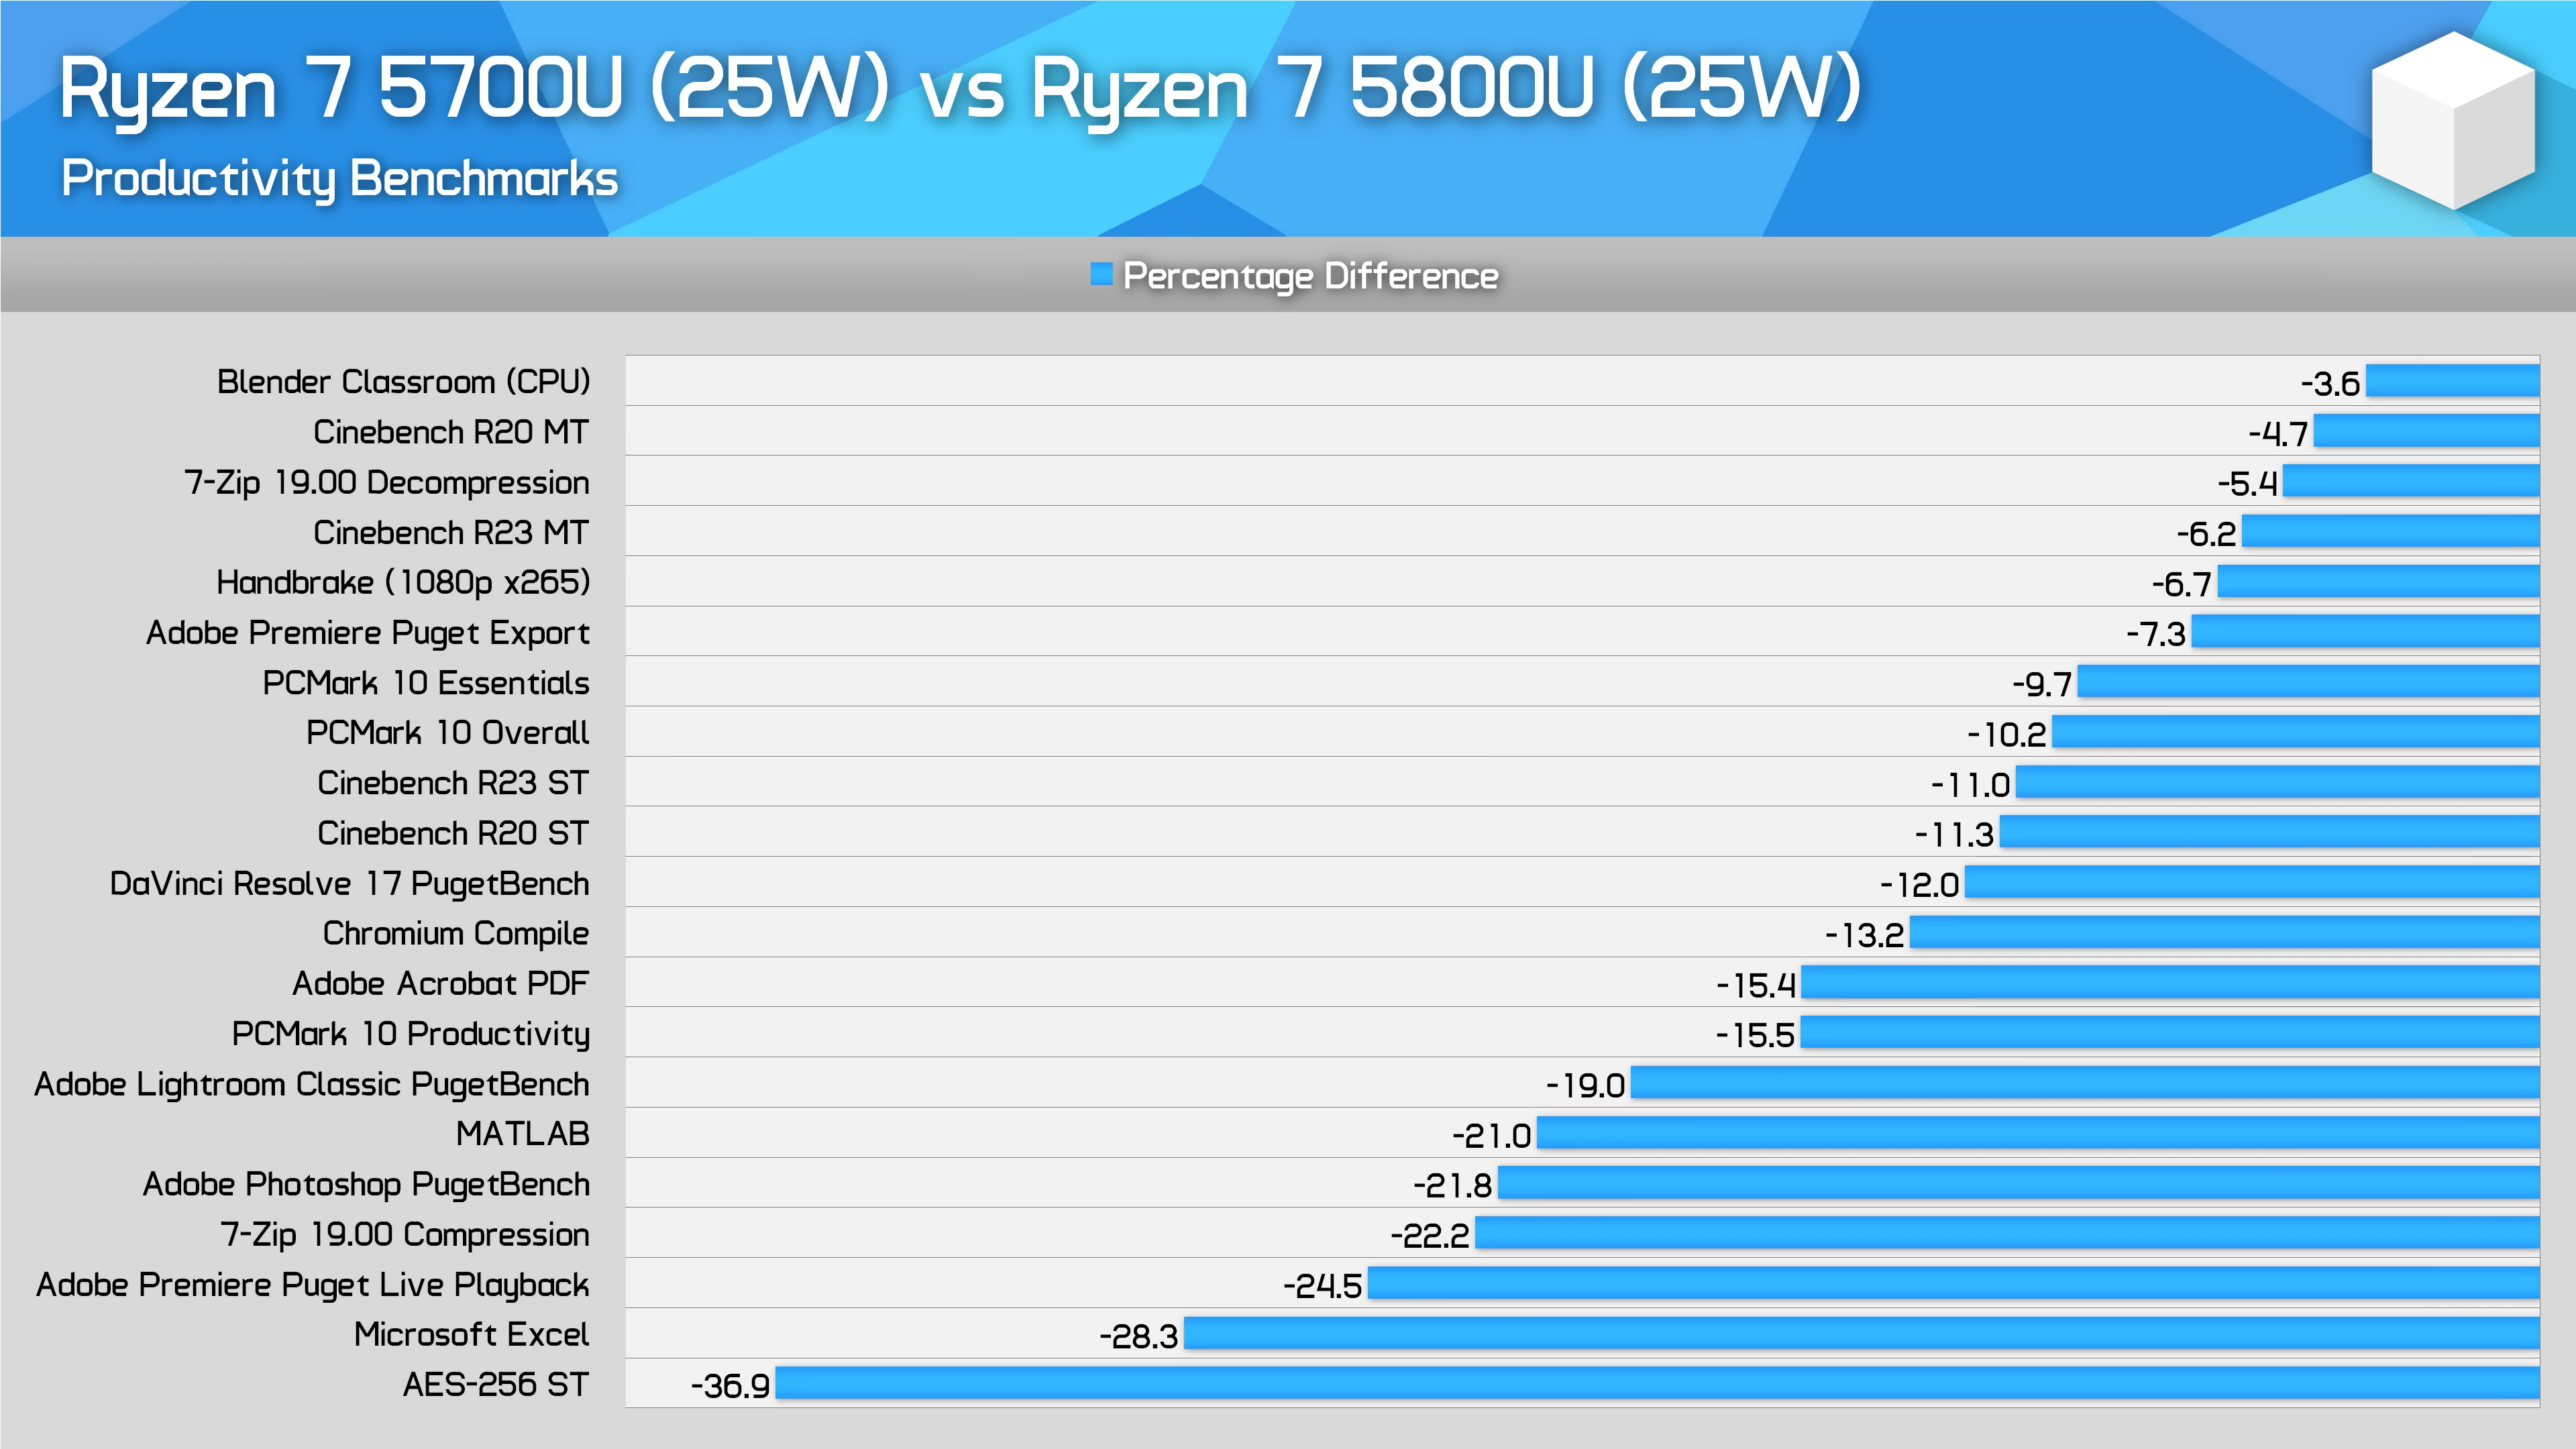 Ryzen 7 5700U (25W) vs Ryzen 7 5800U (25W)
Productivity Benchmarks
Percentage Difference
Blender Classroom (CPU) -3.6
Cinebench R20 MT -4.7
7-Zip 19.00 Decompression -5.4
Cinebench R23 MT -6.2
Handbrake (1080p x265) -6.7
Adobe Premiere Puget Export -7.3
PCMark 10 Essentials -9.7
PCMark 10 Overall -10.2
Cinebench R23 ST -11.0
Cinebench R20 ST -11.3
DaVinci Resolve 17 PugetBench -12.0
Chromium Compile -13.2
Adobe Acrobat PDF -15.4
PCMark 10 Productivity -15.5
Adobe Lightroom Classic PugetBench -19.0
MATLAB -21.0
Adobe Photoshop PugetBench -21.8
7-Zip 19.00 Compression -22.2
Adobe Premiere Puget Live Playback -24.5
Microsoft Excel -28.3
AES-256 ST -36.9